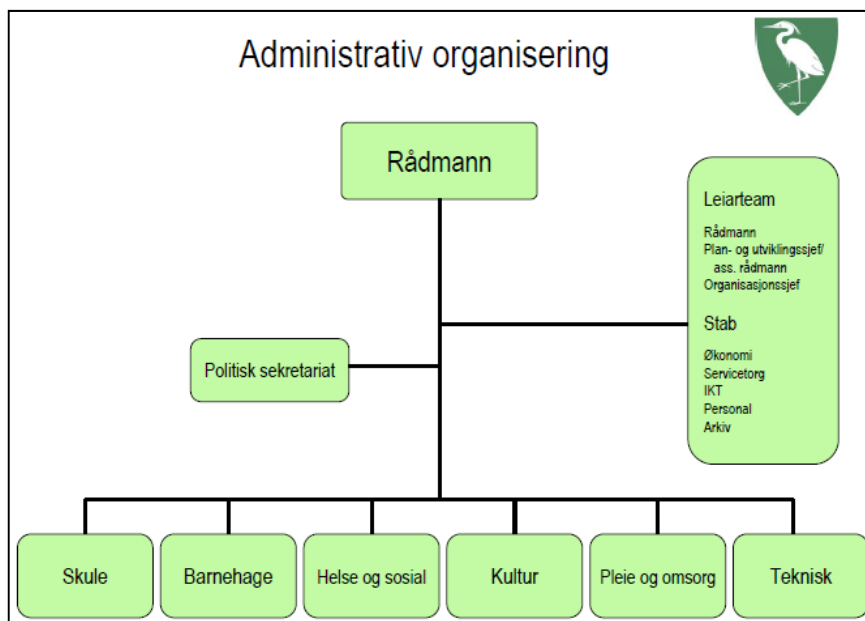 Administrativ organisering
Rådmann
Leiarteam
Rådmann
Plan- og utviklingssjef/
ass. rådmann
Organisasjonssjef
Stab
Økonomi
Servicetorg
IKT
Personal
Arkiv
Politisk sekretariat
Skule
Barnehage
Helse og sosial
Kultur
Pleie og omsorg
Teknisk